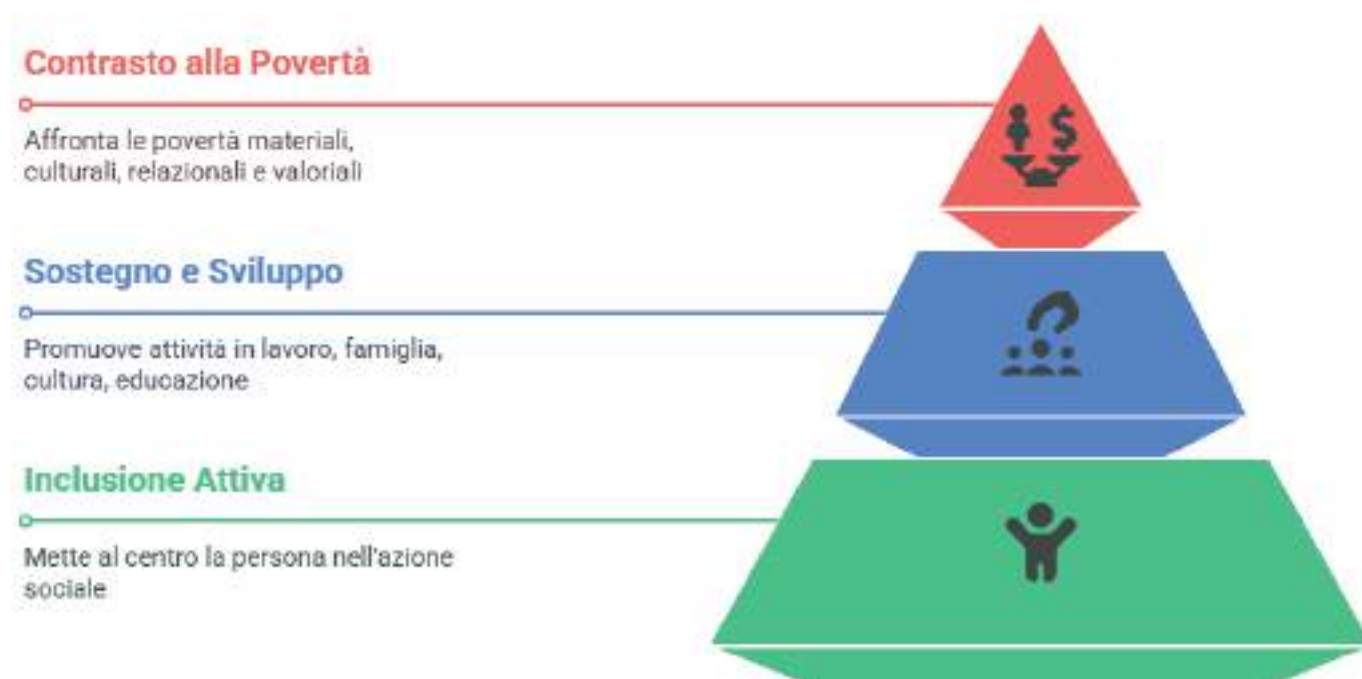 Contrasto alla Povertà
Affronta le povertà materiali,
culturali, relazionali e valoriali
Sostegno e Sviluppo
Promuove attività in lavoro, famiglia,
cultura, educazione
Inclusione Attiva
Mette al centro la persona nell'azione
sociale